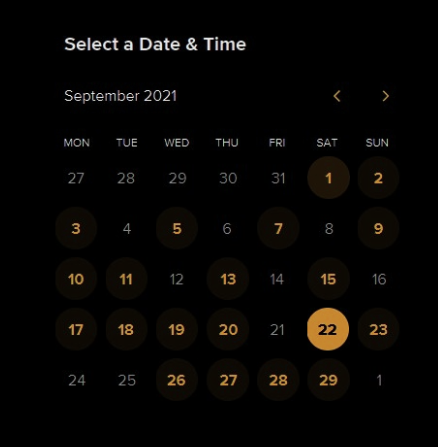 Select a Date & Time
September 2021
MON TUE WED THU FRI SAT SUN
27 28 29 30 31 1 2
3 4 5 6 7 8 9
10 11 12 13 14 15 16
17 18 19 20 21 22 23
24 25 26 27 28 29 1